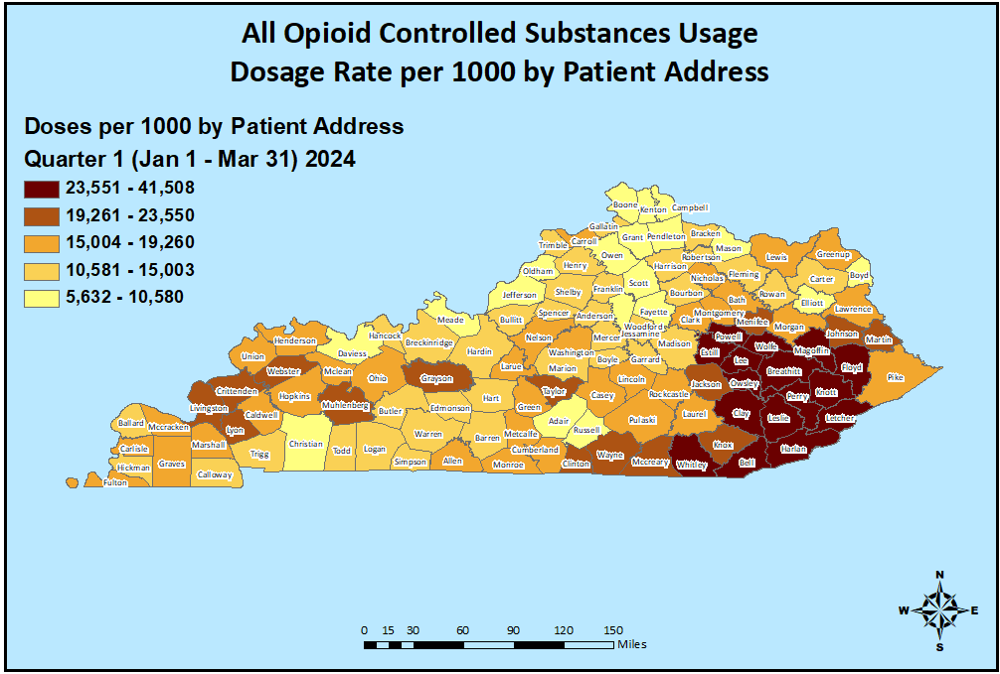 All Opioid Controlled Substances Usage
Dosage Rate per 1000 by Patient Address
Doses per 1000 by Patient Address
Quarter 1 (Jan 1 - Mar 31) 2024
23,551 - 41,508
19,261 - 23,550
15,004 - 19,260
10,581 - 15,003
5,632 - 10,580
Boone
Kenton
Campbell
Gallatin
Grant
Pendleton
Bracken
Trimble
Carroll
Owen
Mason
Robertson
Lewis
Greenup
Oldham
Henry
Harrison
Nicholas
Fleming
Carter
Boyd
Jefferson
Shelby
Franklin
Scott
Bourbon
Bath
Rowan
Elliott
Lawrence
Meade
Bullitt
Spencer
Anderson
Woodford
Fayette
Clark
Montgomery
Menifee
Morgan
Johnson
Martin
Henderson
Daviess
Hancock
Breckinridge
Hardin
Nelson
Washington
Mercer
Jessamine
Madison
Estill
Powell
Wolfe
Magoffin
Floyd
Pike
Union
Webster
Mclean
Ohio
Grayson
Larue
Marion
Boyle
Garrard
Lee
Breathitt
Crittenden
Hopkins
Muhlenberg
Butler
Edmonson
Hart
Green
Taylor
Casey
Lincoln
Rockcastle
Jackson
Owsley
Perry
Knott
Livingston
Lyon
Caldwell
Christian
Todd
Logan
Warren
Barren
Metcalfe
Adair
Russell
Pulaski
Laurel
Clay
Leslie
Letcher
Ballard
Mccracken
Carlisle
Marshall
Trigg
Simpson
Allen
Monroe
Cumberland
Clinton
Wayne
Mccreary
Whitley
Knox
Bell
Harlan
Hickman
Graves
Calloway
Fulton
N
W
E
S
0 15 30 60 90 120 150
Miles